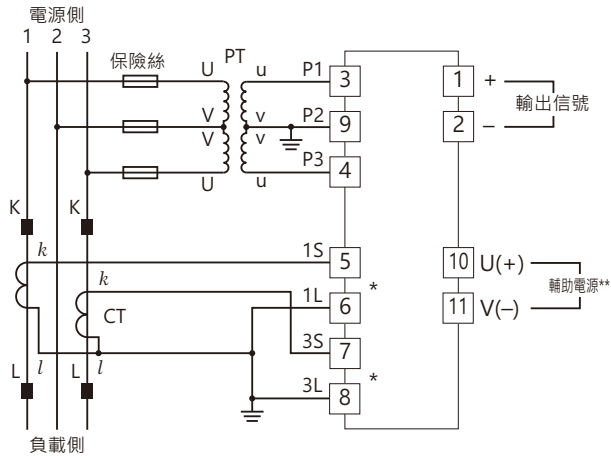 電源側
1 2 3
保險絲
PT
U u P1 3
1 +
輸出信號
V v P2 9
2 –
V v
U u P3 4
K K
k 1S 5
10 U(+)
*
k
輔助電源**
CT
1L 6
11 V(–)
3S 7
*
L l L l
3L 8
負載側